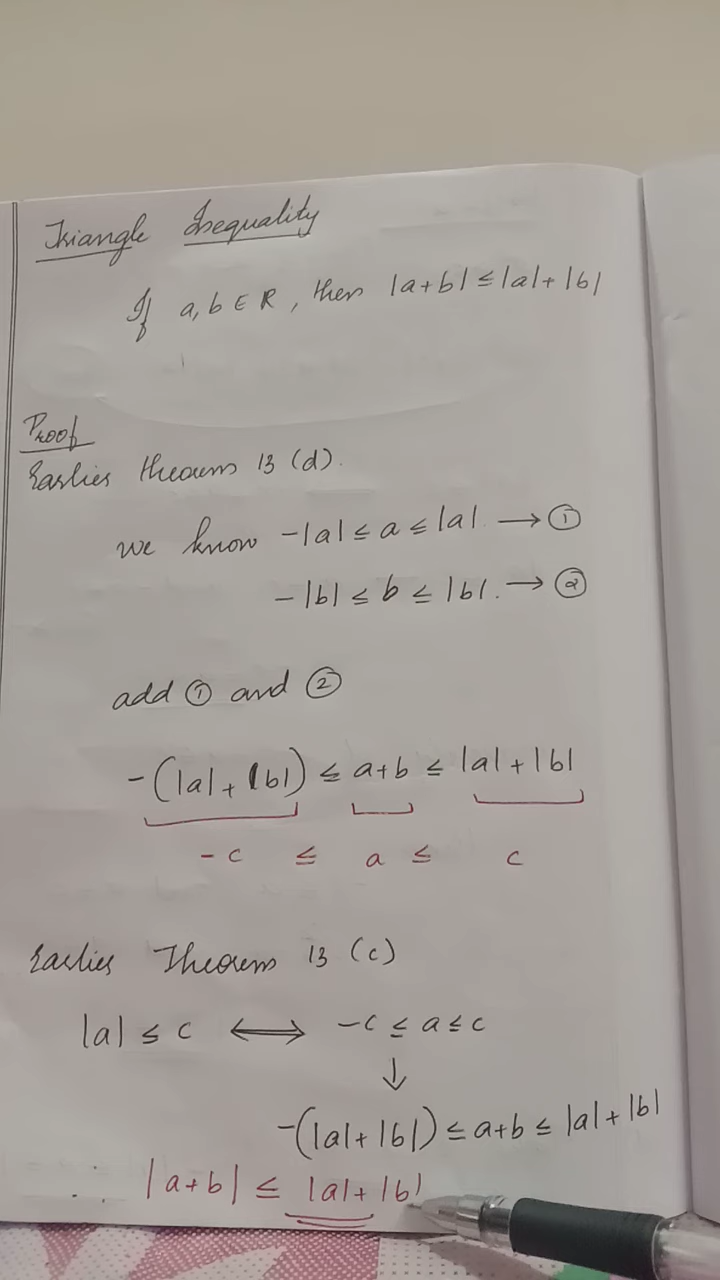 Triangle Inequality
If a, b ∈ R, then |a+b| ≤ |a| + |b|
Proof
Earlier theorem 13 (d).
we know -|a| ≤ a ≤ |a|. → ①
-|b| ≤ b ≤ |b|. → ②
add ① and ②
-(|a| + |b|) ≤ a+b ≤ |a| + |b|
-c ≤ a ≤ c
Earlier Theorem 13 (c)
|a| ≤ c ⟺ -c ≤ a ≤ c
↓
-(|a| + |b|) ≤ a+b ≤ |a| + |b|
∴ |a+b| ≤ |a| + |b|